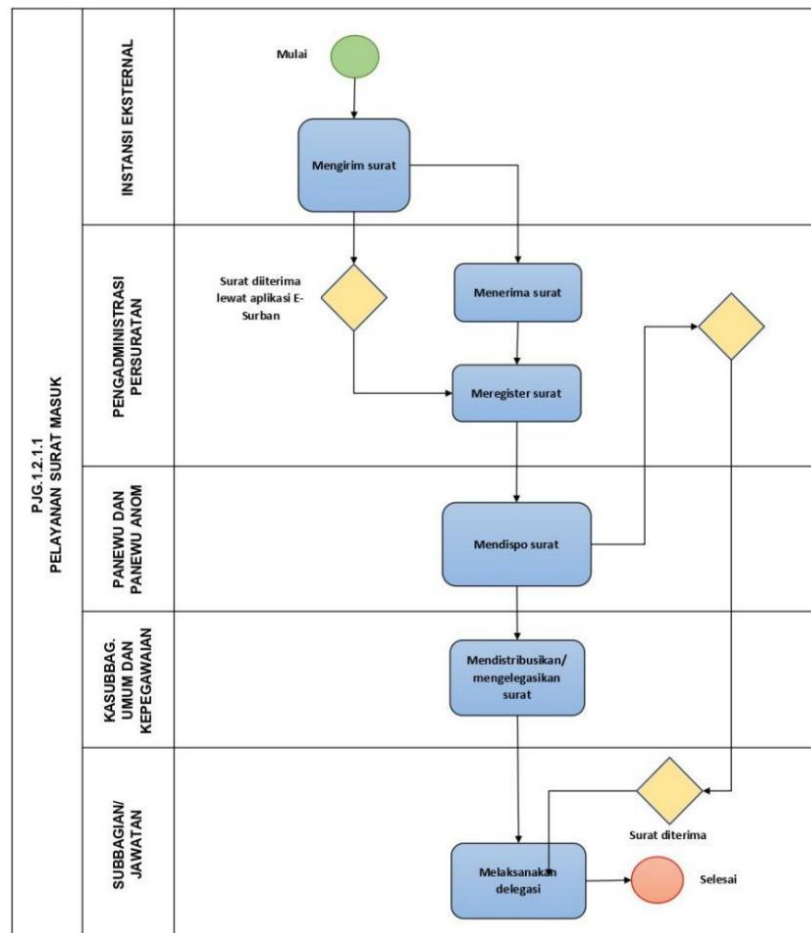 PJG.1.2.1.1
PELAYANAN SURAT MASUK
INSTANSI EKSTERNAL
Mulai
Mengirim surat
PENGADMINISTRASI
PERSURATAN
Surat diiterima
lewat aplikasi E-
Surban
Menerima surat
Meregister surat
PANEWU DAN
PANEWU ANOM
Mendispo surat
KASUBBAG.
UMUM DAN
KEPEGAWAIAN
Mendistribusikan/
mengelegasikan
surat
SUBBAGIAN/
JAWATAN
Surat diterima
Melaksanakan
delegasi
Selesai